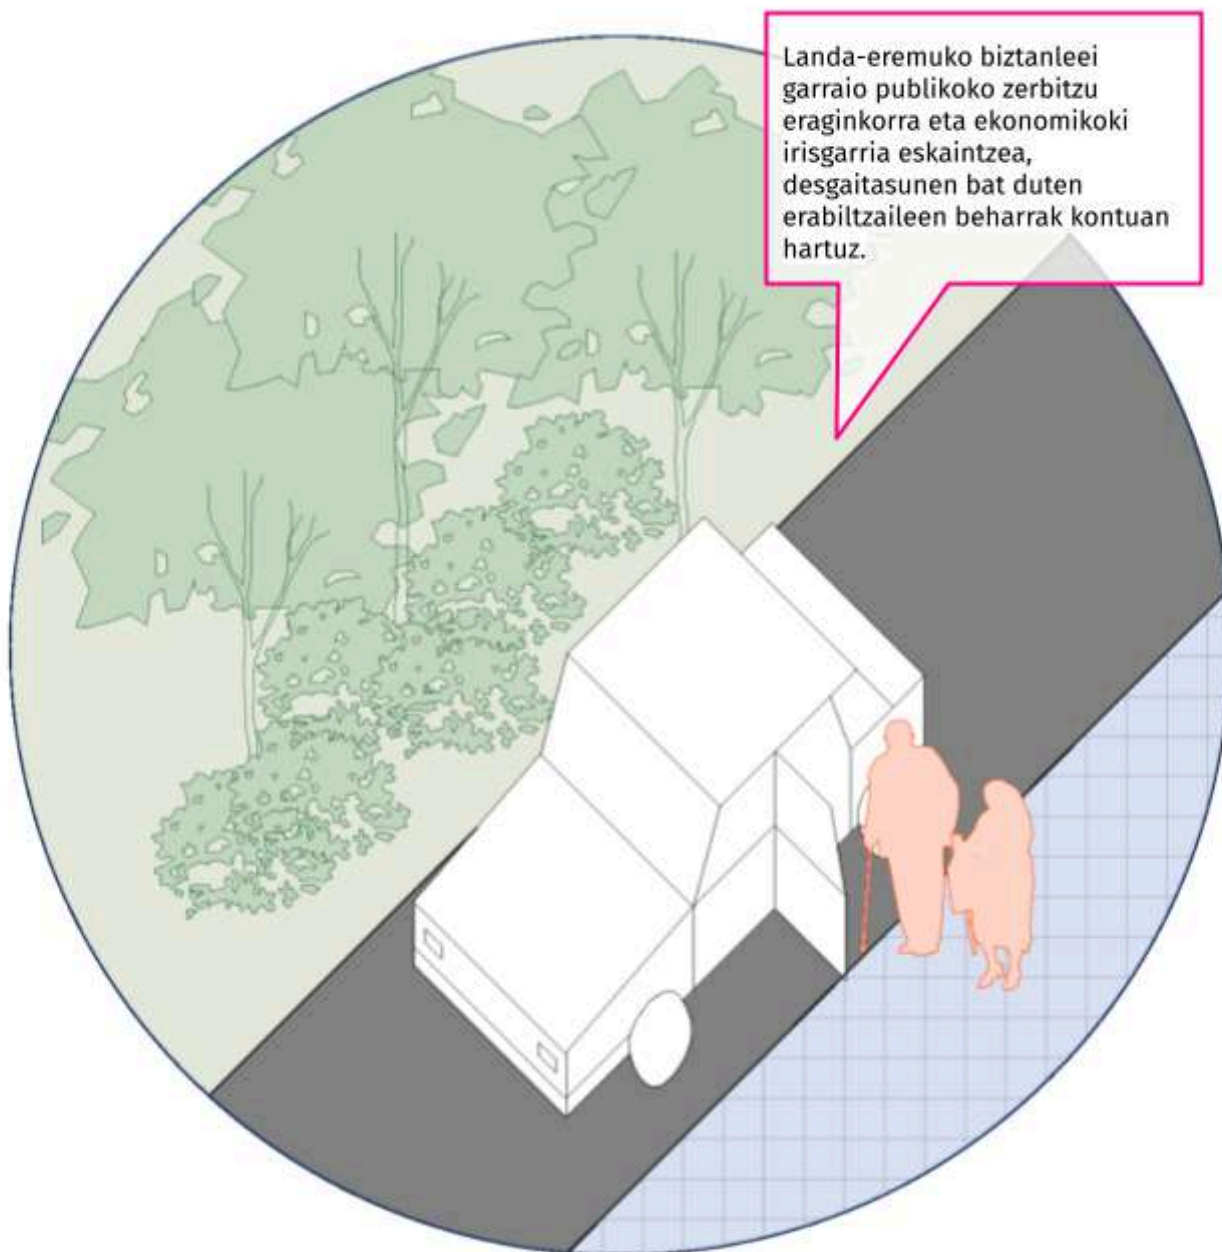 Landa-eremuko biztanleei
garraio publikoko zerbitzu
eraginkorra eta ekonomikoki
irisgarria eskaintzea,
desgaitasunen bat duten
erabiltzaileen beharrak kontuan
hartuz.